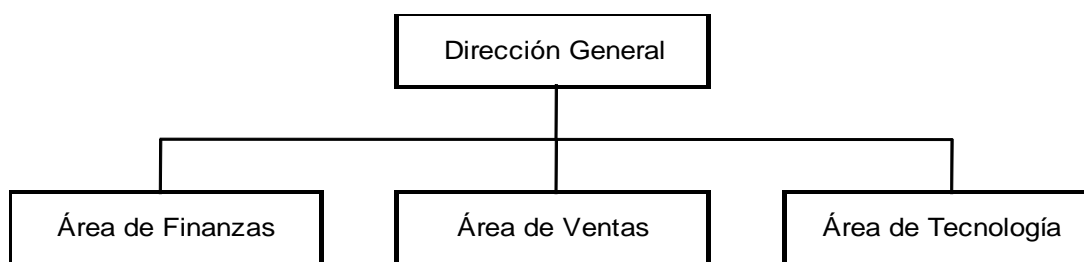 Dirección General
Área de Finanzas
Área de Ventas
Área de Tecnología